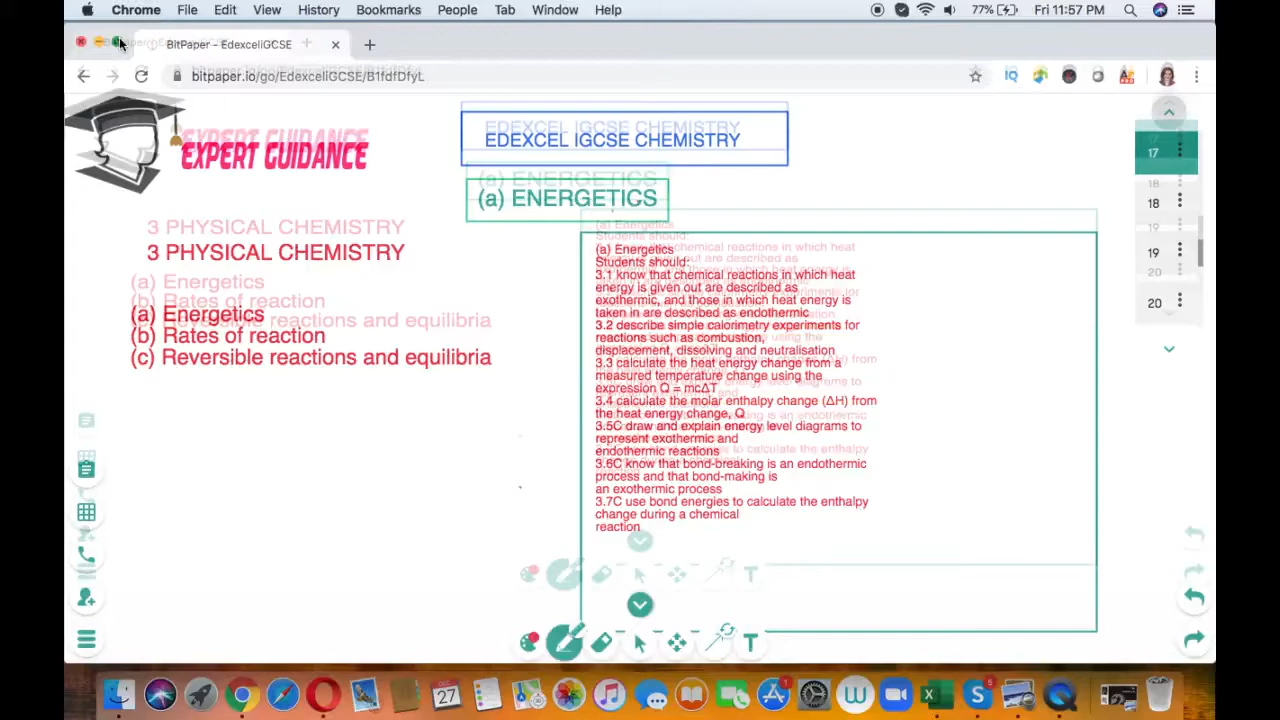 Chrome File Edit View History Bookmarks People Tab Window Help 77% Fri 11:57 PM
BitPaper - EdexceliGCSE
bitpaper.io/go/EdexceliGCSE/B1fdfDfyL
EXPERT GUIDANCE
EDEXCEL IGCSE CHEMISTRY
(a) ENERGETICS
3 PHYSICAL CHEMISTRY
(a) Energetics
(b) Rates of reaction
(c) Reversible reactions and equilibria
(a) Energetics
Students should:
3.1 know that chemical reactions in which heat
energy is given out are described as
exothermic, and those in which heat energy is
taken in are described as endothermic
3.2 describe simple calorimetry experiments for
reactions such as combustion,
displacement, dissolving and neutralisation
3.3 calculate the heat energy change from a
measured temperature change using the
expression Q = mcΔT
3.4 calculate the molar enthalpy change (ΔH) from
the heat energy change, Q
3.5C draw and explain energy level diagrams to
represent exothermic and
endothermic reactions
3.6C know that bond-breaking is an endothermic
process and that bond-making is
an exothermic process
3.7C use bond energies to calculate the enthalpy
change during a chemical
reaction
17
18
19
20
T
OCT
27